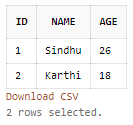 ID NAME AGE
1 Sindhu 26
2 Karthi 18
Download CSV
2 rows selected.